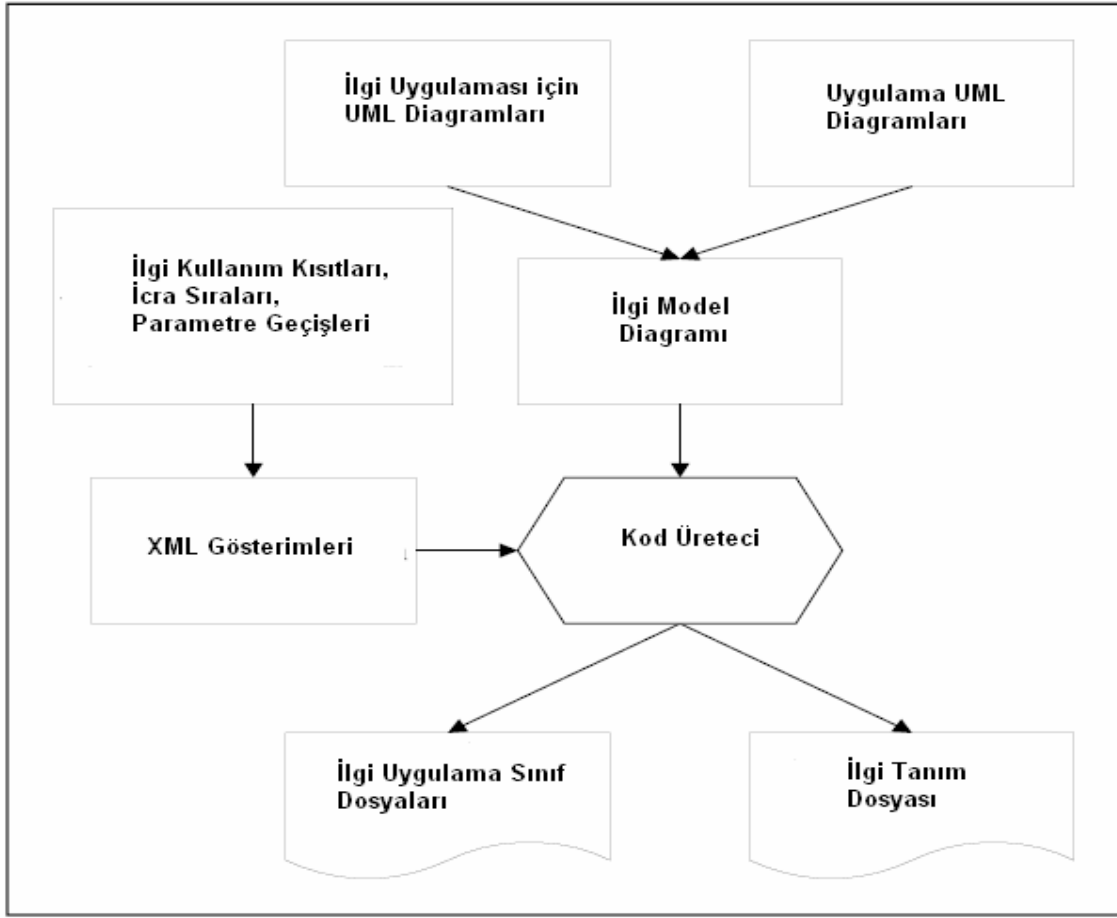 İlgi Uygulaması için
UML Diagramları
Uygulama UML
Diagramları
İlgi Kullanım Kısıtları,
İcra Sıraları,
Parametre Geçişleri
İlgi Model
Diagramı
XML Gösterimleri
Kod Üreteci
İlgi Uygulama Sınıf
Dosyaları
İlgi Tanım
Dosyası